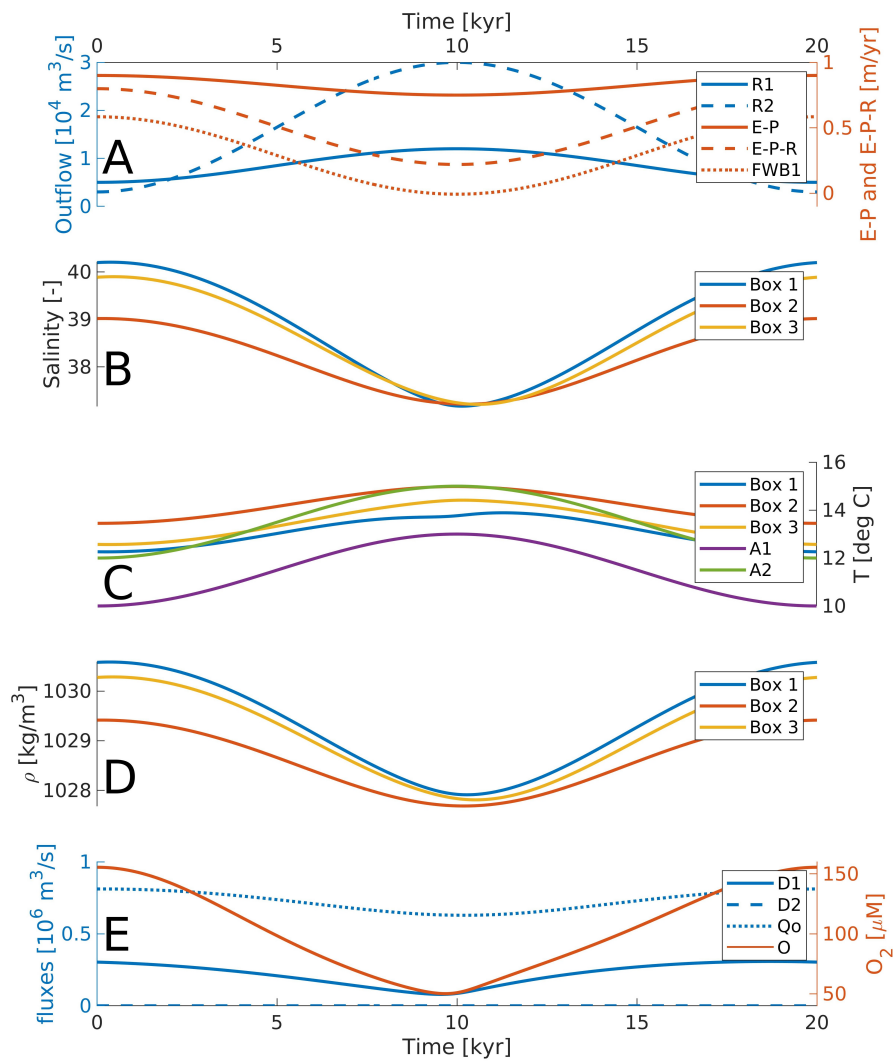 Time [kyr]
0 5 10 15 20
Outflow [10⁴ m³/s]
3
2
1
0
A
R1
R2
E-P
E-P-R
FWB1
1
0.5
0
E-P and E-P-R [m/yr]
Salinity [-]
40
39
38
B
Box 1
Box 2
Box 3
C
Box 1
Box 2
Box 3
A1
A2
16
14
12
10
T [deg C]
ρ [kg/m³]
1030
1029
1028
D
Box 1
Box 2
Box 3
fluxes [10⁶ m³/s]
1
0.5
0
E
D1
D2
Qo
O
150
100
50
O₂ [μM]
0 5 10 15 20
Time [kyr]